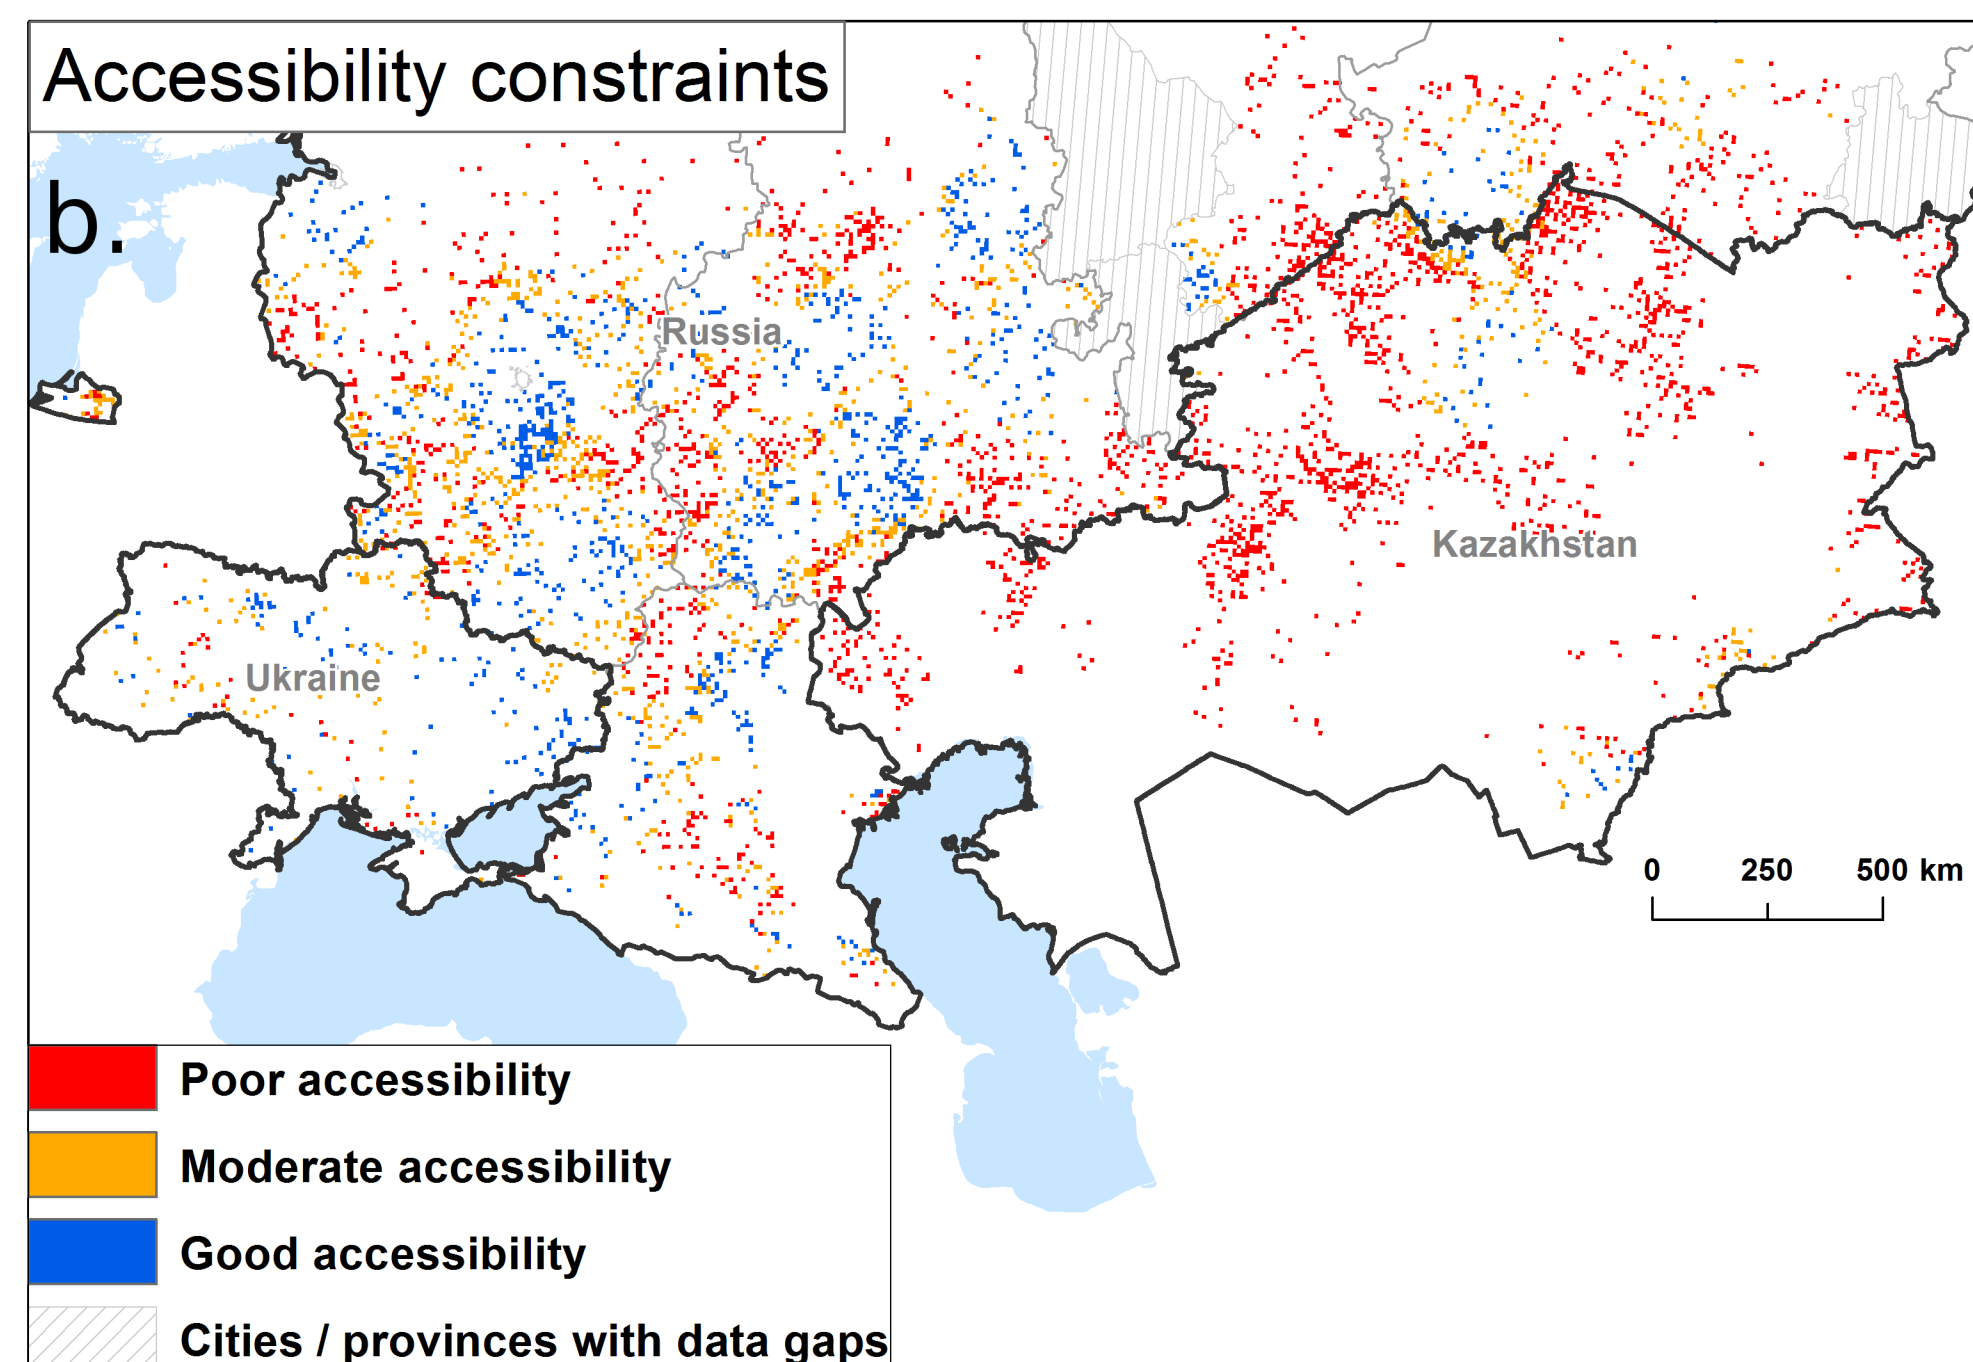 Accessibility constraints
b.
Russia
Kazakhstan
Ukraine
0 250 500 km
Poor accessibility
Moderate accessibility
Good accessibility
Cities / provinces with data gaps